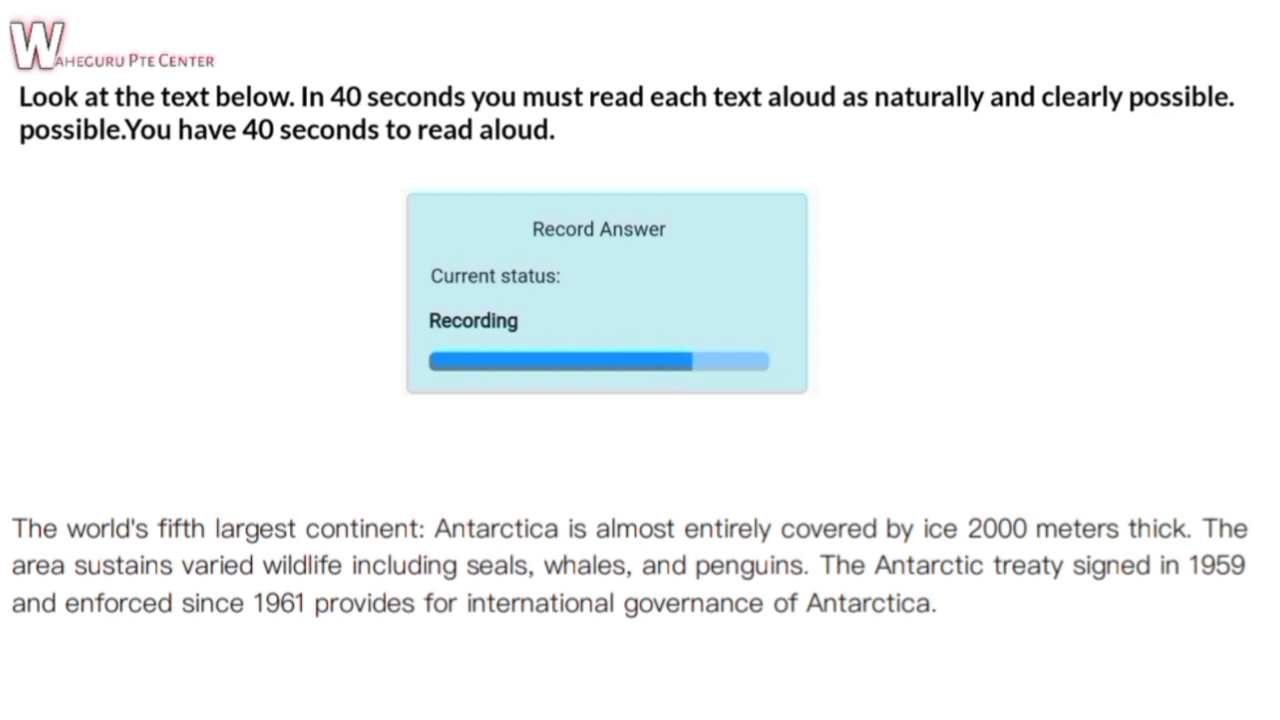 WAHEGURU PTE CENTER
Look at the text below. In 40 seconds you must read each text aloud as naturally and clearly possible.
possible.You have 40 seconds to read aloud.
Record Answer
Current status:
Recording
The world's fifth largest continent: Antarctica is almost entirely covered by ice 2000 meters thick. The
area sustains varied wildlife including seals, whales, and penguins. The Antarctic treaty signed in 1959
and enforced since 1961 provides for international governance of Antarctica.